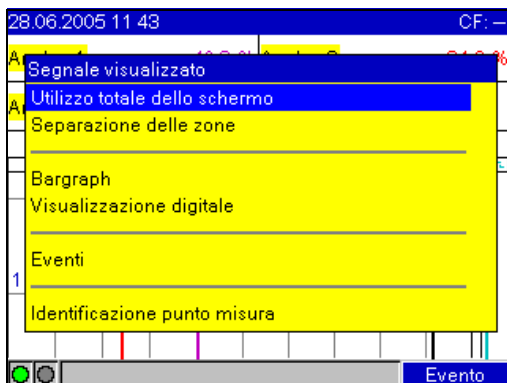 28.06.2005 11 43 CF: –
Segnale visualizzato
Utilizzo totale dello schermo
Separazione delle zone
Bargraph
Visualizzazione digitale
Eventi
1
Identificazione punto misura
Evento